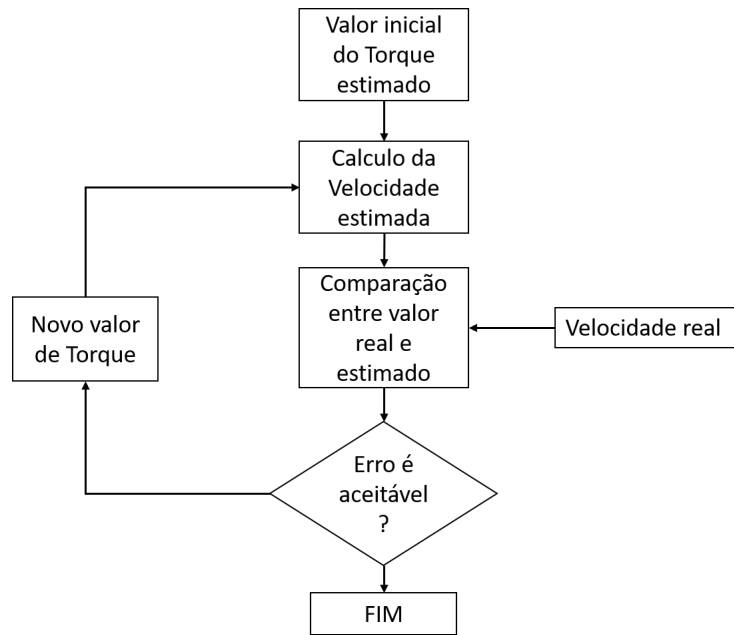 Valor inicial
do Torque
estimado
Calculo da
Velocidade
estimada
Comparação
entre valor
real e
estimado
Velocidade real
Novo valor
de Torque
Erro é
aceitável
?
FIM